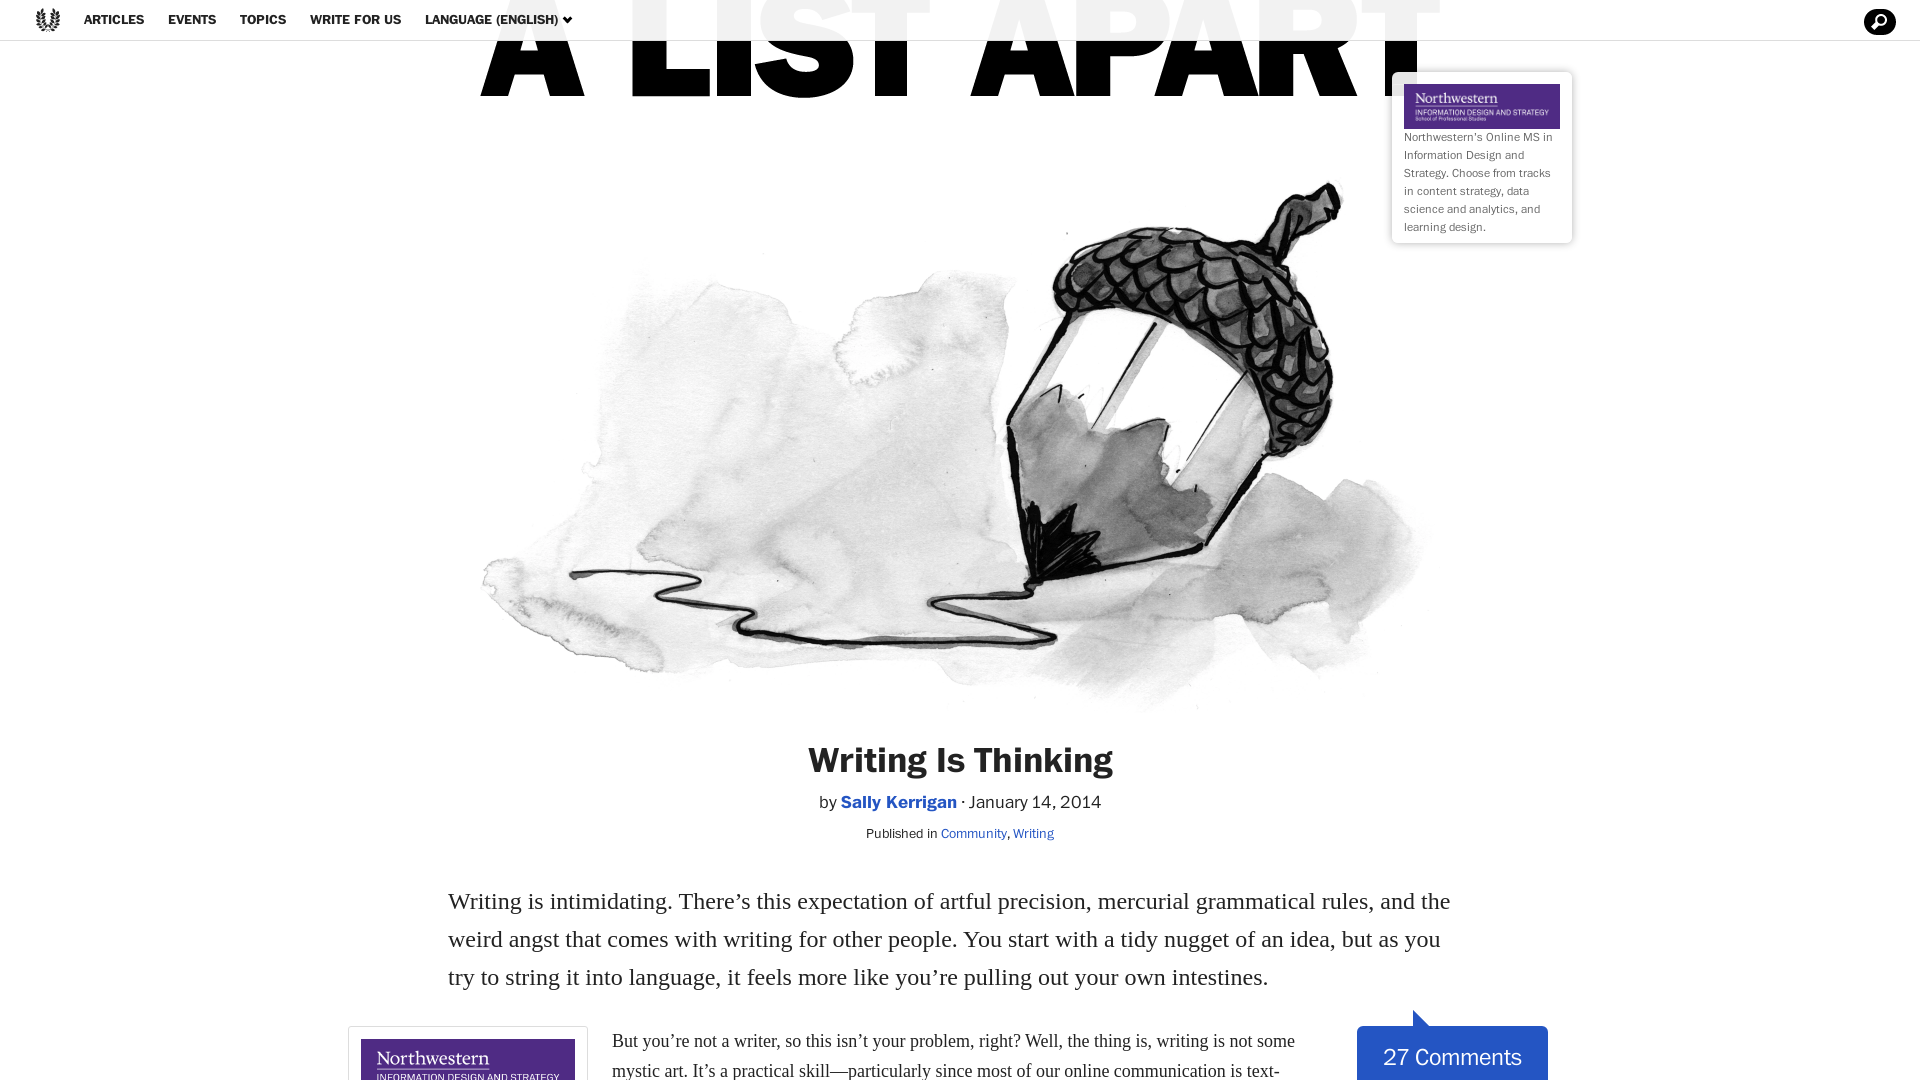 ARTICLES EVENTS TOPICS WRITE FOR US LANGUAGE (ENGLISH)
A LIST APART
Northwestern
INFORMATION DESIGN AND STRATEGY
School of Professional Studies
Northwestern's Online MS in
Information Design and
Strategy. Choose from tracks
in content strategy, data
science and analytics, and
learning design.
Writing Is Thinking
by Sally Kerrigan · January 14, 2014
Published in Community, Writing
Writing is intimidating. There’s this expectation of artful precision, mercurial grammatical rules, and the
weird angst that comes with writing for other people. You start with a tidy nugget of an idea, but as you
try to string it into language, it feels more like you’re pulling out your own intestines.
Northwestern
INFORMATION DESIGN AND STRATEGY
But you’re not a writer, so this isn’t your problem, right? Well, the thing is, writing is not some
mystic art. It’s a practical skill—particularly since most of our online communication is text-
27 Comments